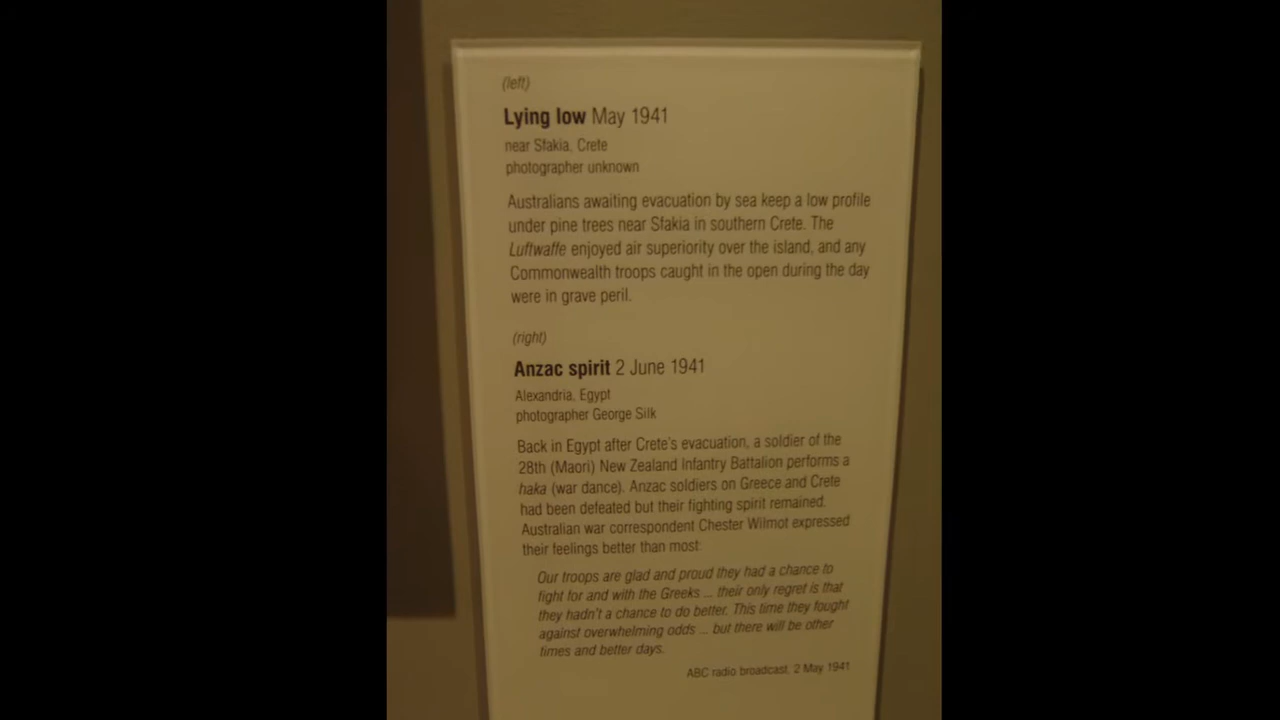 (left)
Lying low May 1941
near Sfakia, Crete
photographer unknown
Australians awaiting evacuation by sea keep a low profile
under pine trees near Sfakia in southern Crete. The
Luftwaffe enjoyed air superiority over the island, and any
Commonwealth troops caught in the open during the day
were in grave peril.
(right)
Anzac spirit 2 June 1941
Alexandria, Egypt
photographer George Silk
Back in Egypt after Crete's evacuation, a soldier of the
28th (Maori) New Zealand Infantry Battalion performs a
haka (war dance). Anzac soldiers on Greece and Crete
had been defeated but their fighting spirit remained.
Australian war correspondent Chester Wilmot expressed
their feelings better than most:
Our troops are glad and proud they had a chance to
fight for and with the Greeks ... their only regret is that
they hadn't a chance to do better. This time they fought
against overwhelming odds ... but there will be other
times and better days.
ABC radio broadcast, 2 May 1941